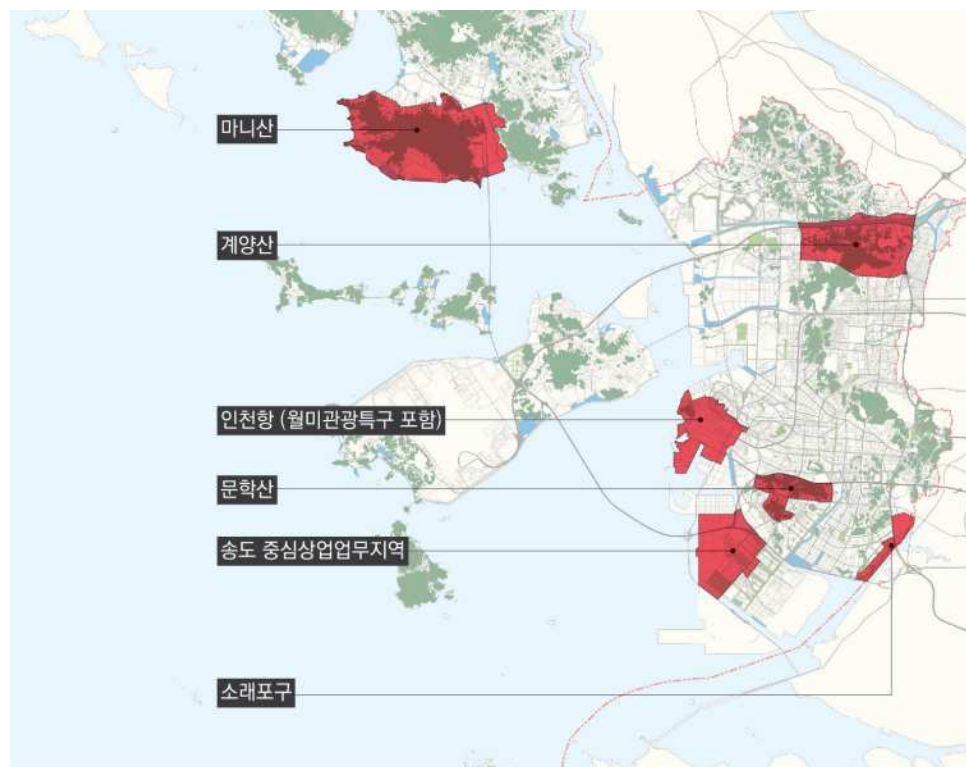 마니산
계양산
인천항 (월미관광특구 포함)
문학산
송도 중심상업업무지역
소래포구